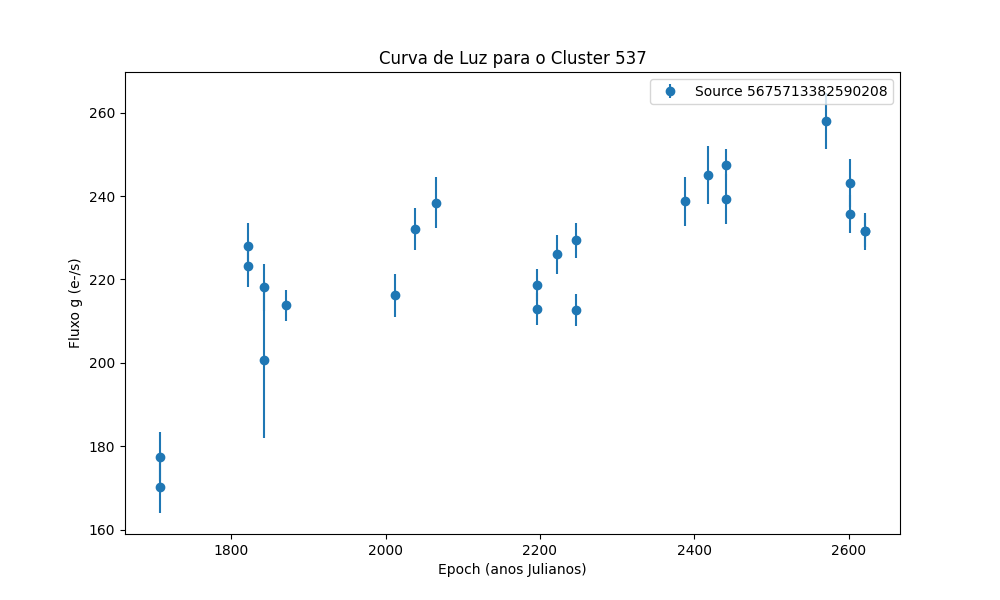 Curva de Luz para o Cluster 537
Source 5675713382590208
Fluxo g (e-/s)
260
240
220
200
180
160
1800
2000
2200
2400
2600
Epoch (anos Julianos)